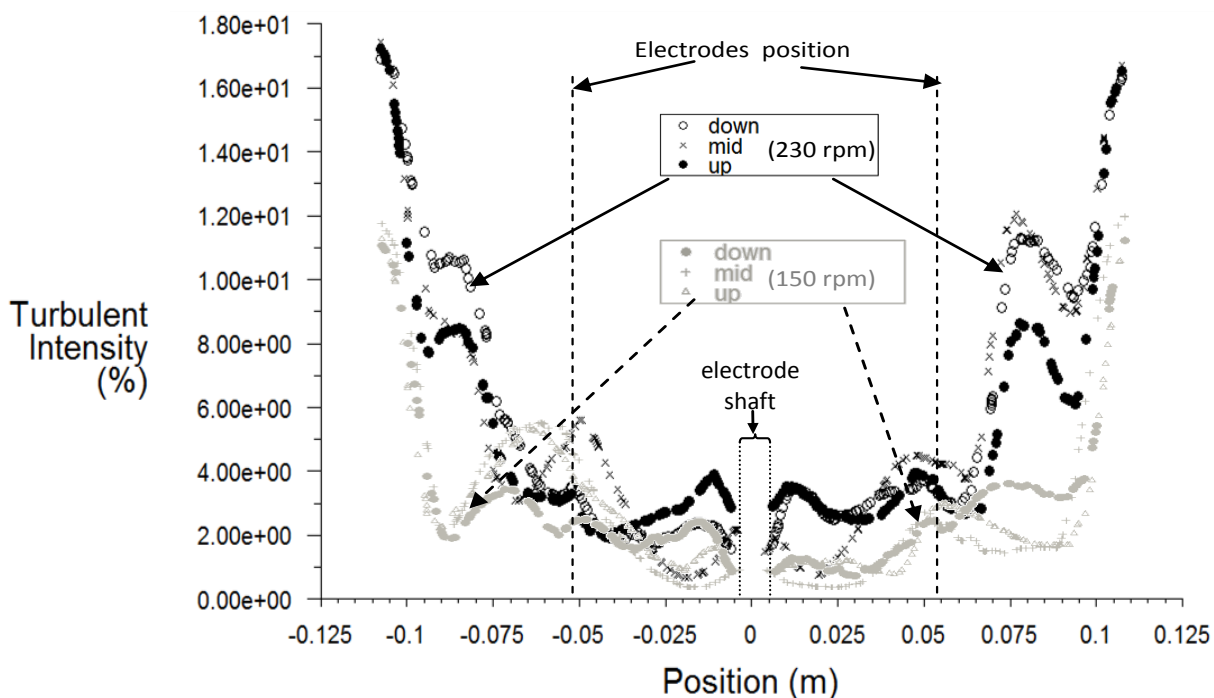 1.80e+01
1.60e+01
1.40e+01
1.20e+01
1.00e+01
8.00e+00
6.00e+00
4.00e+00
2.00e+00
0.00e+00
Turbulent
Intensity
(%)
Electrodes position
down
mid (230 rpm)
up
down
mid (150 rpm)
up
electrode
shaft
-0.125 -0.1 -0.075 -0.05 -0.025 0 0.025 0.05 0.075 0.1 0.125
Position (m)